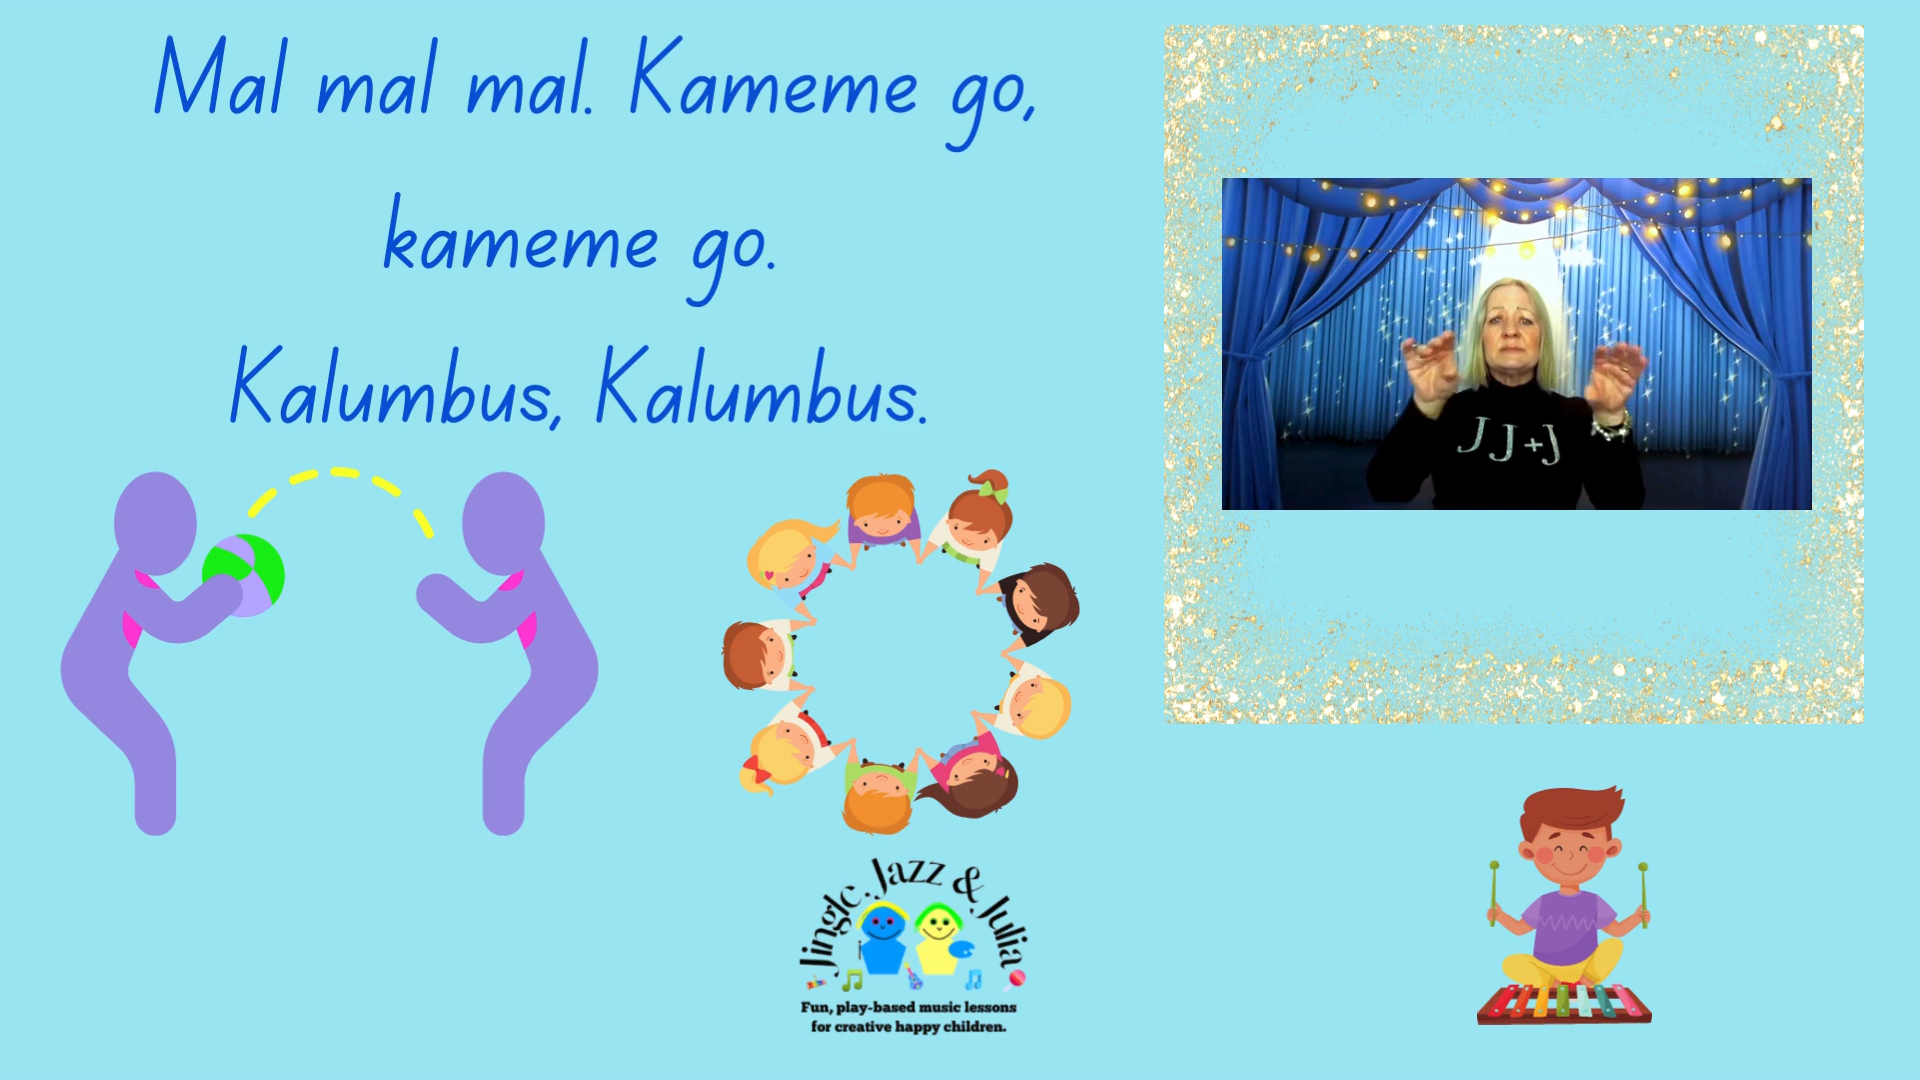 Mal mal mal. Kameme go,
kameme go.
Kalumbus, Kalumbus.
J J + J
Jingle, Jazz & Julia
Fun, play-based music lessons
for creative happy children.